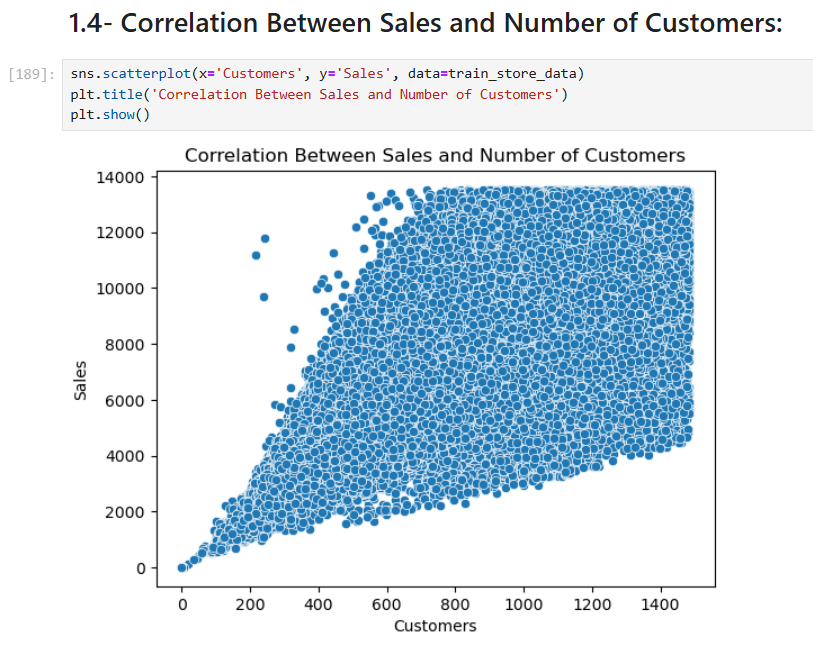 1.4- Correlation Between Sales and Number of Customers:
[189]: sns.scatterplot(x='Customers', y='Sales', data=train_store_data)
plt.title('Correlation Between Sales and Number of Customers')
plt.show()
Correlation Between Sales and Number of Customers
14000
12000
10000
8000
6000
4000
2000
0
Sales
0 200 400 600 800 1000 1200 1400
Customers